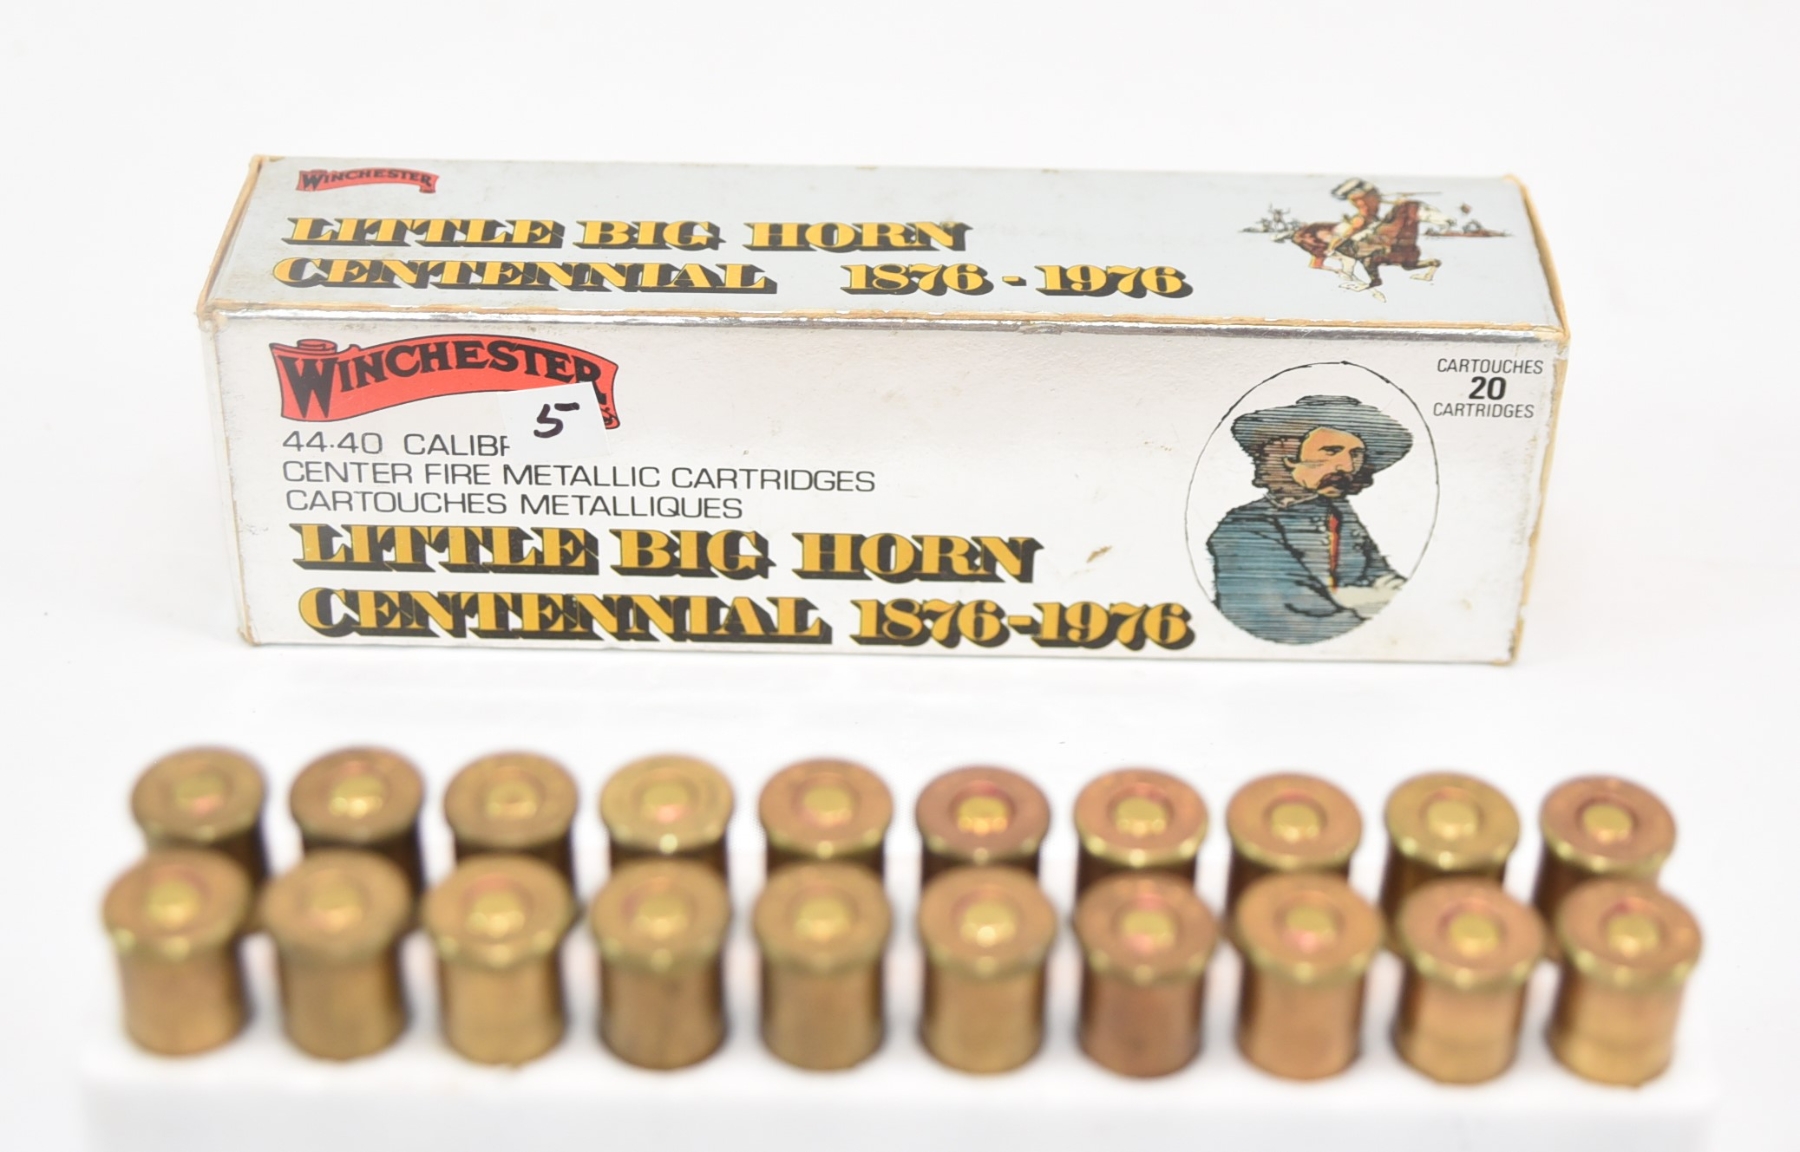 WINCHESTER
LITTLE BIG HORN
CENTENNIAL 1876-1976
WINCHESTER
5
44-40 CALIBR
CENTER FIRE METALLIC CARTRIDGES
CARTOUCHES METALLIQUES
LITTLE BIG HORN
CENTENNIAL 1876-1976
CARTOUCHES
20
CARTRIDGES